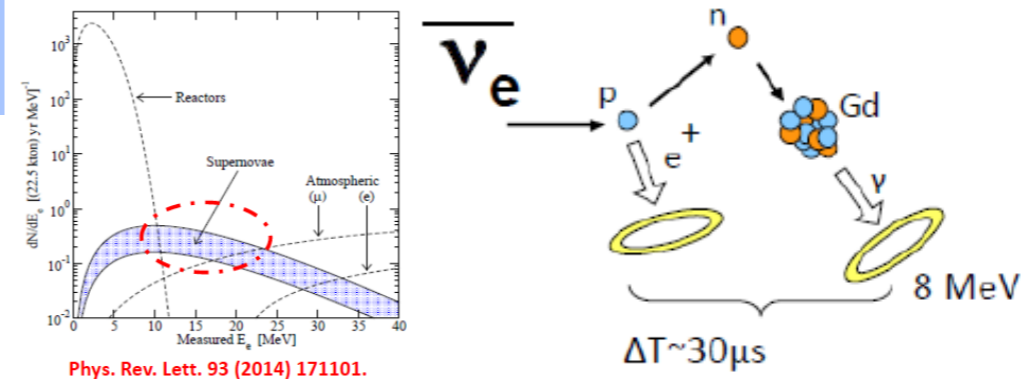 dN/dEₑ [(22.5 kton) yr MeV]⁻¹
10³
10²
10¹
10⁰
10⁻¹
10⁻²
Reactors
Supernovae
Atmospheric
(μ) (e)
0 5 10 15 20 25 30 35 40
Measured Eₑ [MeV]
Phys. Rev. Lett. 93 (2014) 171101.
ν̅ₑ
p
n
Gd
e⁺
γ
8 MeV
ΔT~30μs